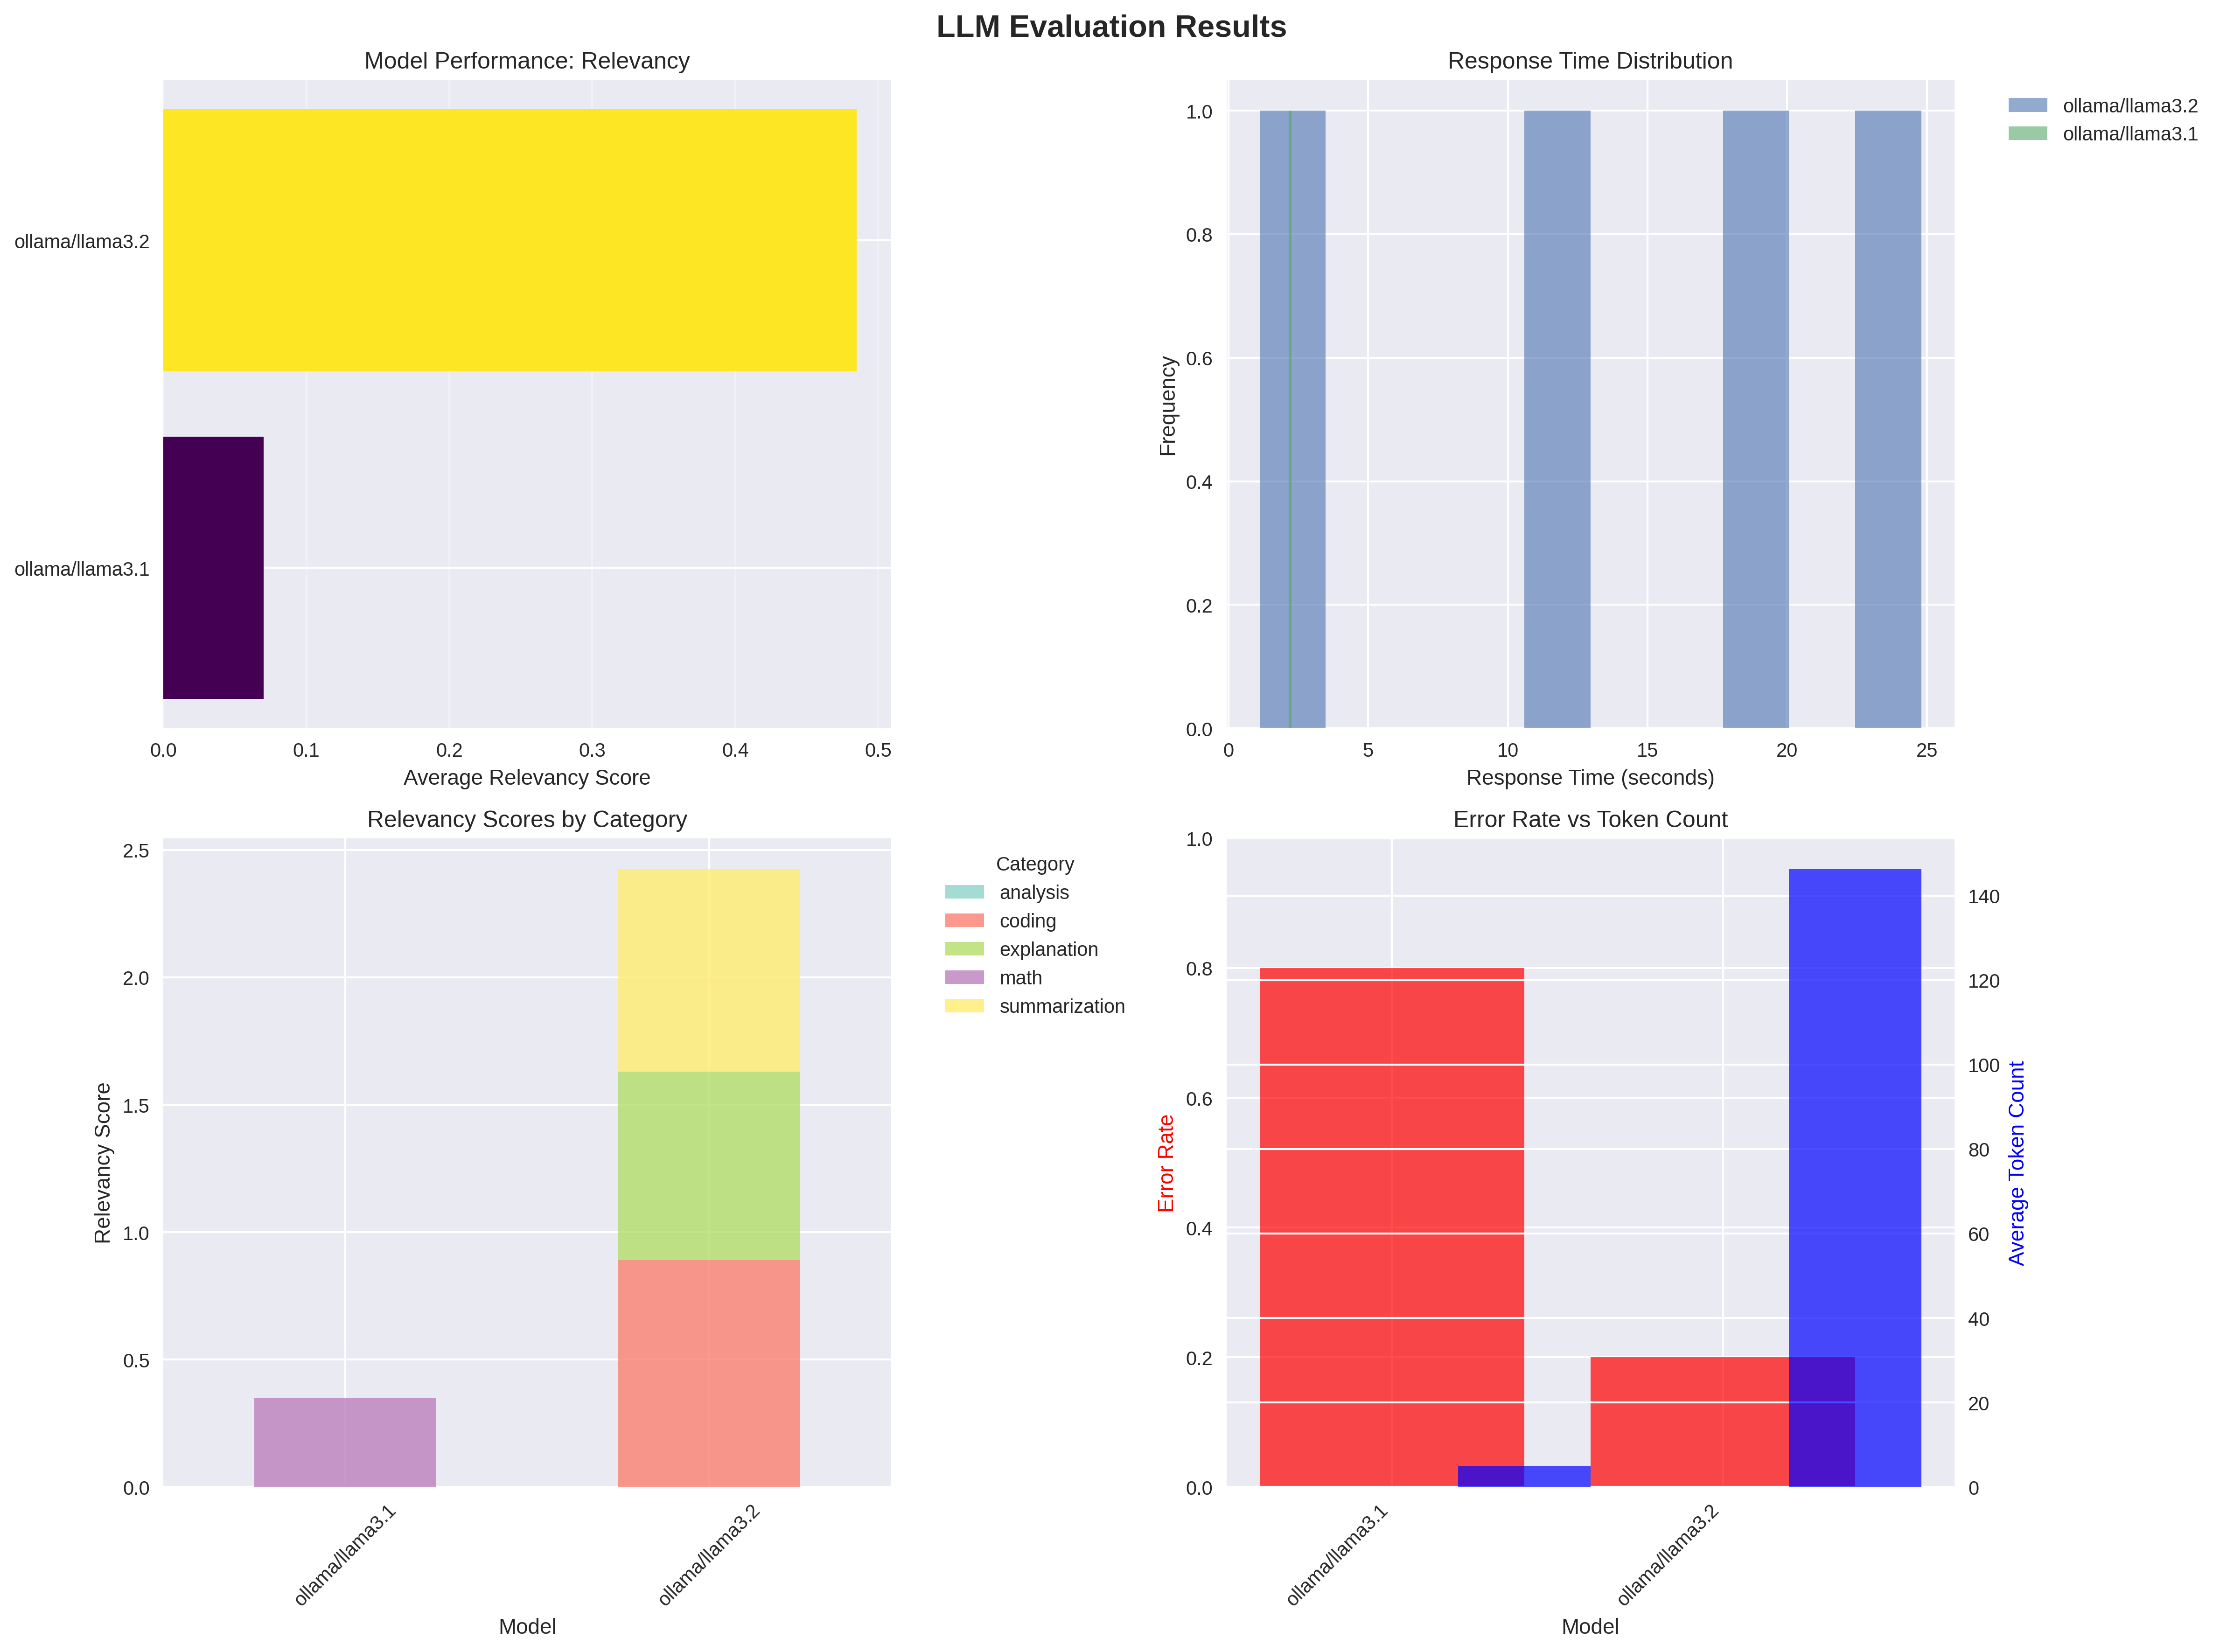 LLM Evaluation Results
Model Performance: Relevancy
ollama/llama3.2
ollama/llama3.1
0.0 0.1 0.2 0.3 0.4 0.5
Average Relevancy Score
Response Time Distribution
1.0
0.8
0.6
0.4
0.2
0.0
Frequency
0 5 10 15 20 25
Response Time (seconds)
ollama/llama3.2
ollama/llama3.1
Relevancy Scores by Category
2.5
2.0
1.5
1.0
0.5
0.0
Relevancy Score
ollama/llama3.1
ollama/llama3.2
Model
Category
analysis
coding
explanation
math
summarization
Error Rate vs Token Count
1.0
0.8
0.6
0.4
0.2
0.0
Error Rate
140
120
100
80
60
40
20
0
Average Token Count
ollama/llama3.1
ollama/llama3.2
Model